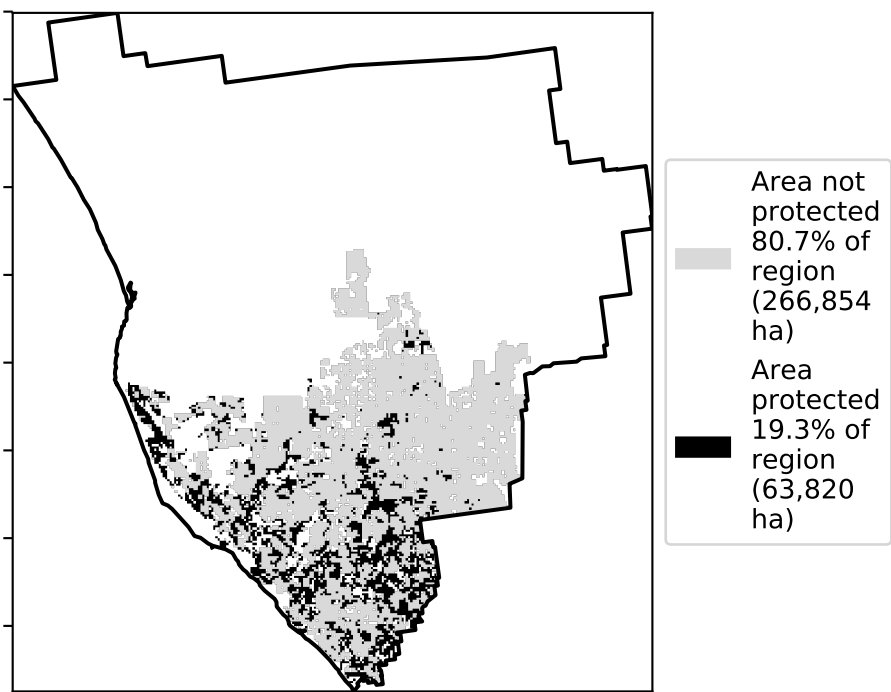 Area not
protected
80.7% of
region
(266,854
ha)
Area
protected
19.3% of
region
(63,820
ha)